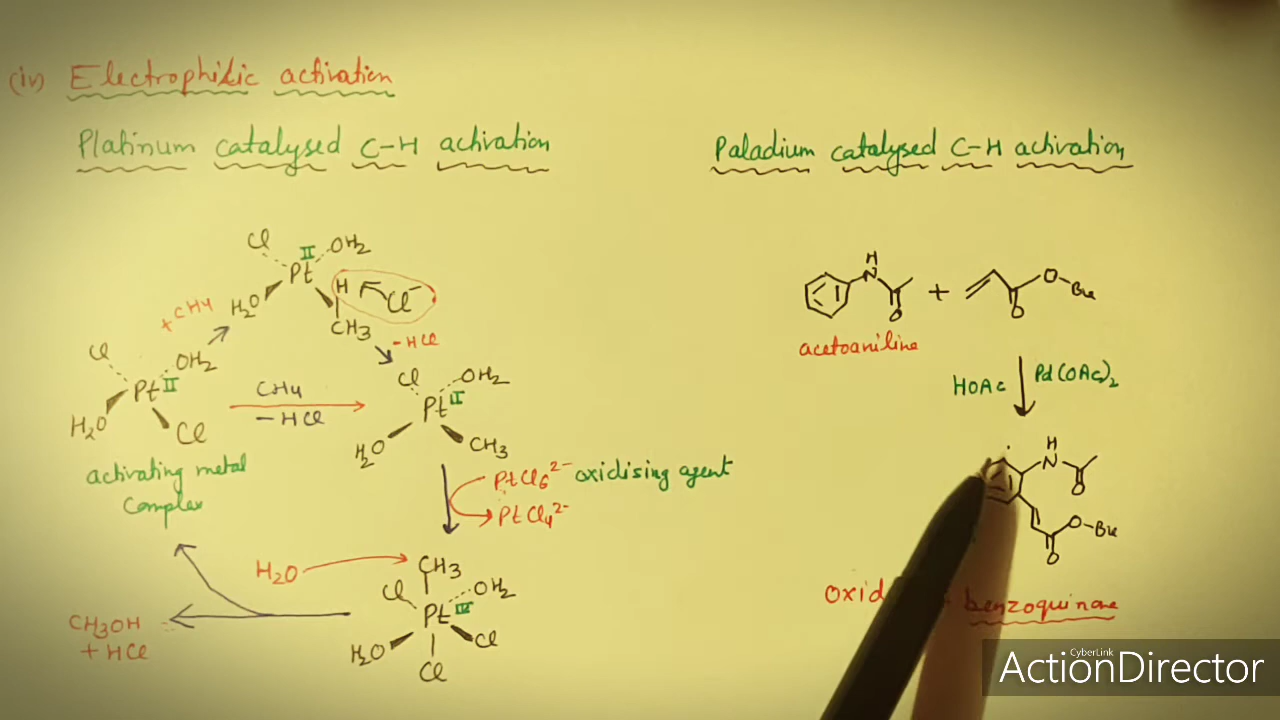 (iv) Electrophilic activation
Platinum catalysed C-H activation
Cl
II
OH2
Pt
H2O
H
Cl-
CH3
+ CH4
- HCl
Cl
OH2
Pt II
H2O
Cl
activating metal
complex
CH4
- HCl
Cl
OH2
Pt II
H2O
CH3
PtCl6 2- oxidising agent
PtCl4 2-
H2O
CH3
Cl
OH2
Pt IV
H2O
Cl
Cl
CH3OH
+ HCl
Paladium catalysed C-H activation
H
N
O
+
O
O
Bu
acetoaniline
HOAc
Pd(OAc)2
H
N
O
O-Bu
O
benzoquinone
CyberLink
ActionDirector